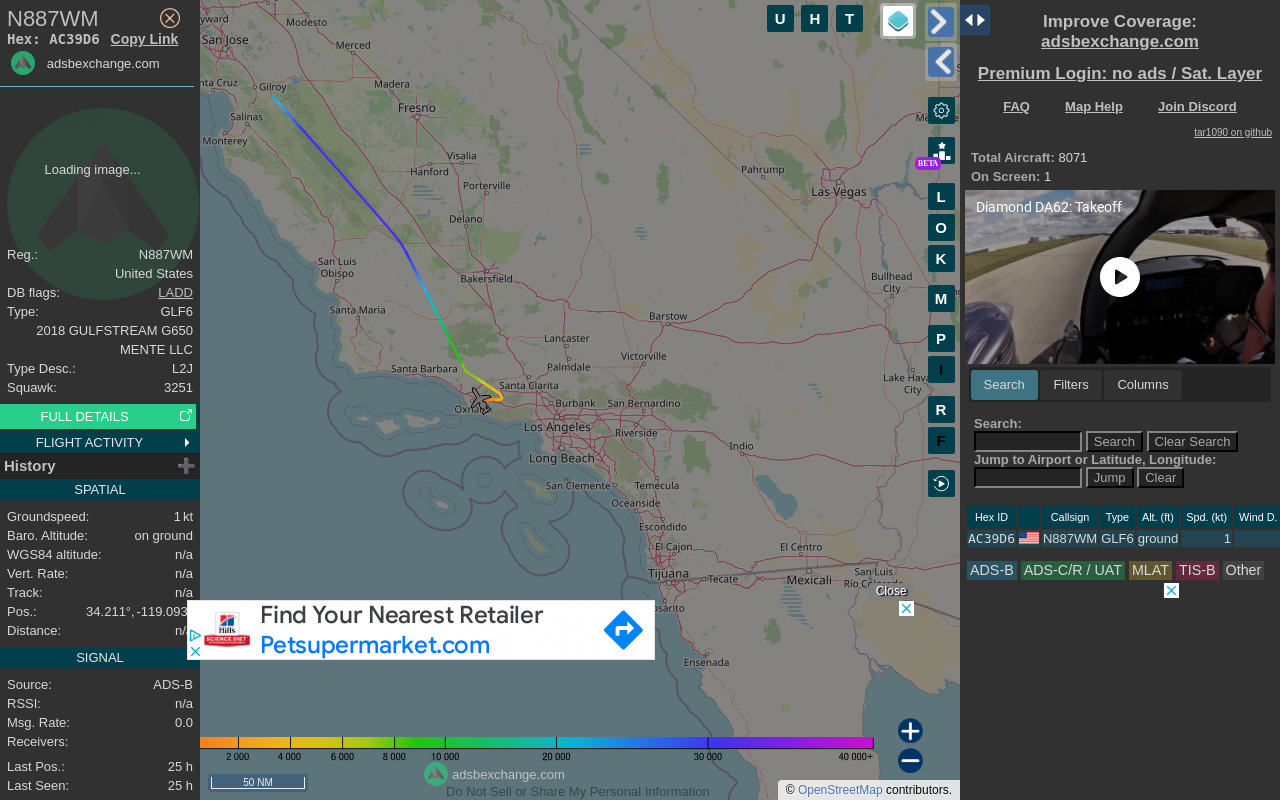 N887WM
Hex: AC39D6 Copy Link
adsbexchange.com
Loading image...
Reg.: N887WM
United States
DB flags: LADD
Type: GLF6
2018 GULFSTREAM G650
MENTE LLC
Type Desc.: L2J
Squawk: 3251
FULL DETAILS
FLIGHT ACTIVITY
History
SPATIAL
Groundspeed: 1 kt
Baro. Altitude: on ground
WGS84 altitude: n/a
Vert. Rate: n/a
Track: n/a
Pos.: 34.211°, -119.093°
Distance: n/a
SIGNAL
Source: ADS-B
RSSI: n/a
Msg. Rate: 0.0
Receivers:
Last Pos.: 25 h
Last Seen: 25 h
Modesto
San Jose
Merced
Gilroy
Madera
Fresno
Salinas
Monterey
Visalia
Hanford
Porterville
Delano
Pahrump
Las Vegas
San Luis
Obispo
Bakersfield
Bullhead
City
Santa Maria
Barstow
Lancaster
Victorville
Santa Barbara
Palmdale
Santa Clarita
Lake Hava
City
Burbank
San Bernardino
Los Angeles
Riverside
Long Beach
Indio
San Clemente
Temecula
Oceanside
Escondido
El Cajon
El Centro
Tijuana
Tecate
Mexicali
San Luis
Río Colorado
Rosarito
Ensenada
U H T
BETA
L
O
K
M
P
I
R
F
Close
Hill's
SCIENCE DIET
Find Your Nearest Retailer
Petsupermarket.com
2 000 4 000 6 000 8 000 10 000 20 000 30 000 40 000+
50 NM
adsbexchange.com
Do Not Sell or Share My Personal Information
© OpenStreetMap contributors.
Improve Coverage:
adsbexchange.com
Premium Login: no ads / Sat. Layer
FAQ Map Help Join Discord
tar1090 on github
Total Aircraft: 8071
On Screen: 1
Diamond DA62: Takeoff
Search Filters Columns
Search:
Search Clear Search
Jump to Airport or Latitude, Longitude:
Jump Clear
Hex ID Callsign Type Alt. (ft) Spd. (kt) Wind D.
AC39D6 N887WM GLF6 ground 1
ADS-B ADS-C/R / UAT MLAT TIS-B Other